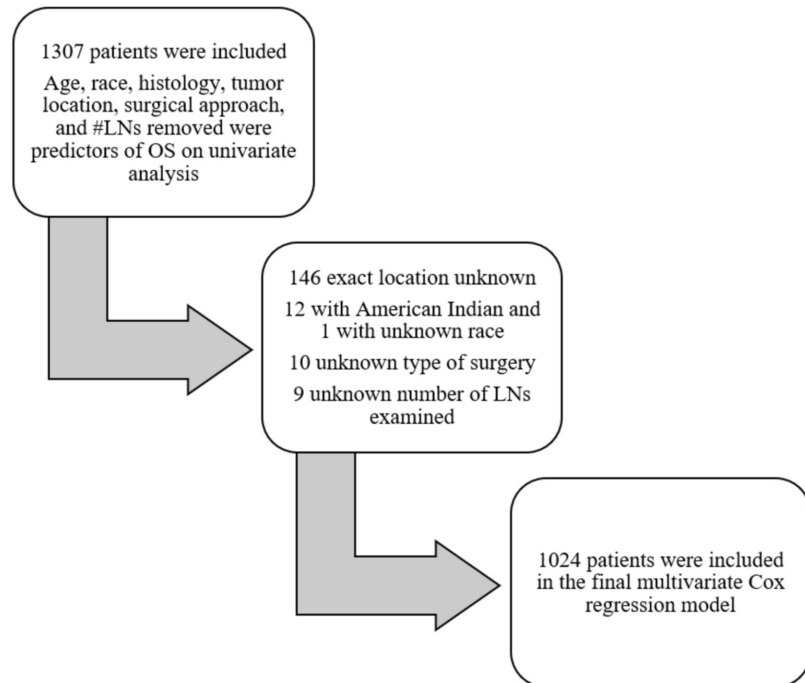 1307 patients were included
Age, race, histology, tumor
location, surgical approach,
and #LNs removed were
predictors of OS on univariate
analysis
146 exact location unknown
12 with American Indian and
1 with unknown race
10 unknown type of surgery
9 unknown number of LNs
examined
1024 patients were included
in the final multivariate Cox
regression model